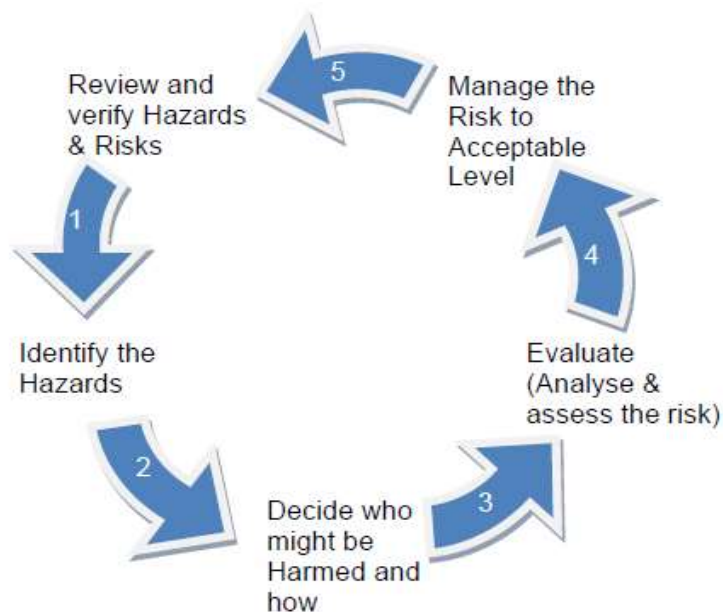 5
Review and
verify Hazards
& Risks
Manage the
Risk to
Acceptable
Level
1
4
Identify the
Hazards
Evaluate
(Analyse &
assess the risk)
2
3
Decide who
might be
Harmed and
how